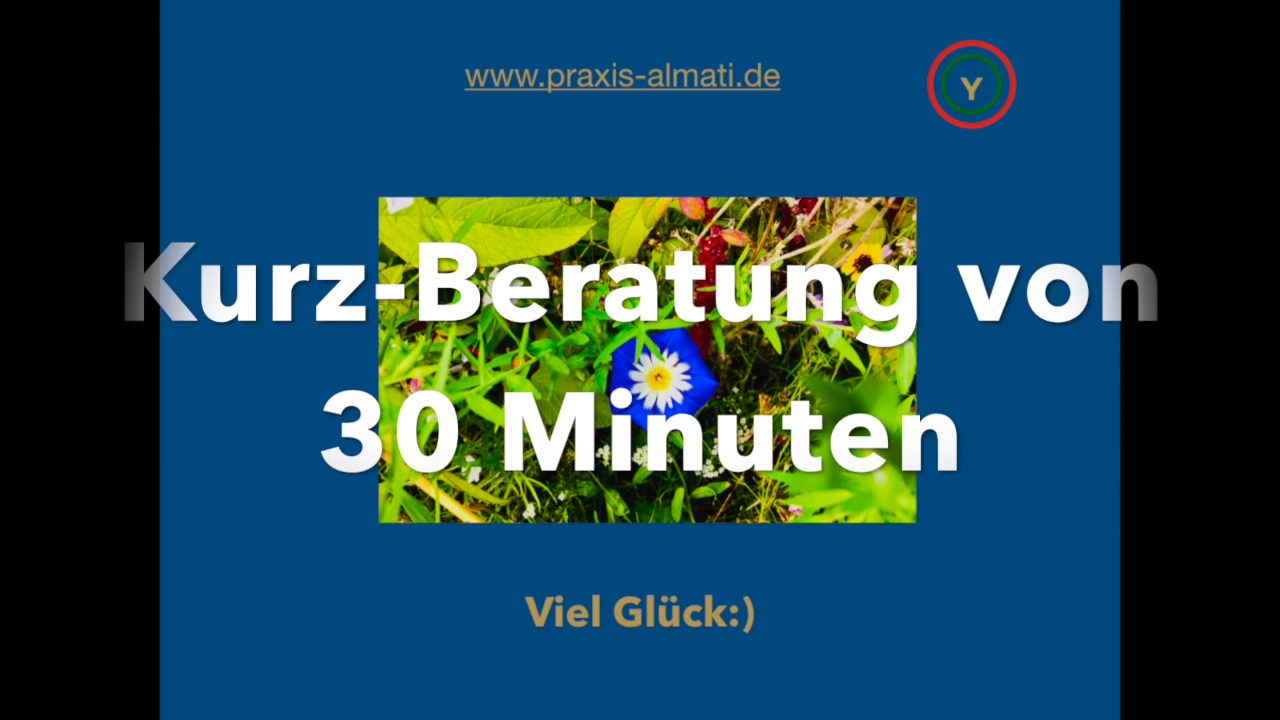 www.praxis-almati.de
Y
Kurz-Beratung von
30 Minuten
Viel Glück:)